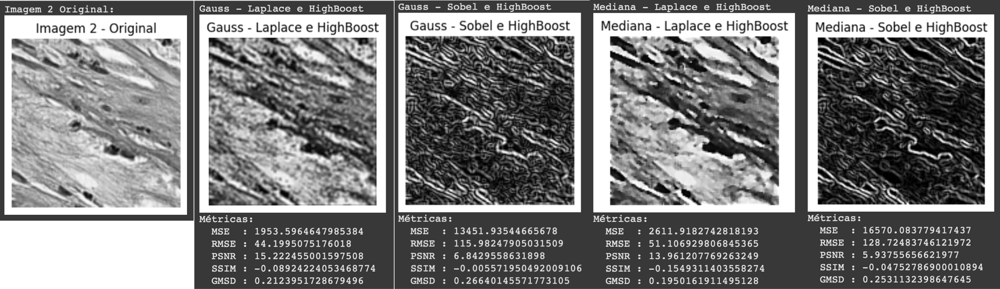 Imagem 2 Original:
Imagem 2 - Original
Gauss - Laplace e HighBoost
Gauss - Laplace e HighBoost
Métricas:
MSE : 1953.5964647985384
RMSE : 44.1995075176018
PSNR : 15.222455001597508
SSIM : -0.08924224053468774
GMSD : 0.2123951728679496
Gauss - Sobel e HighBoost
Gauss - Sobel e HighBoost
Métricas:
MSE : 13451.93544665678
RMSE : 115.98247905031509
PSNR : 6.8429558631898
SSIM : -0.005571950492009106
GMSD : 0.26640145571773105
Mediana - Laplace e HighBoost
Mediana - Laplace e HighBoost
Métricas:
MSE : 2611.9182742818193
RMSE : 51.106929806845365
PSNR : 13.961207769263249
SSIM : -0.1549311403558274
GMSD : 0.1950161911495128
Mediana - Sobel e HighBoost
Mediana - Sobel e HighBoost
Métricas:
MSE : 16570.083779417437
RMSE : 128.72483746121972
PSNR : 5.93755656621977
SSIM : -0.04752786900010894
GMSD : 0.2531132398647645